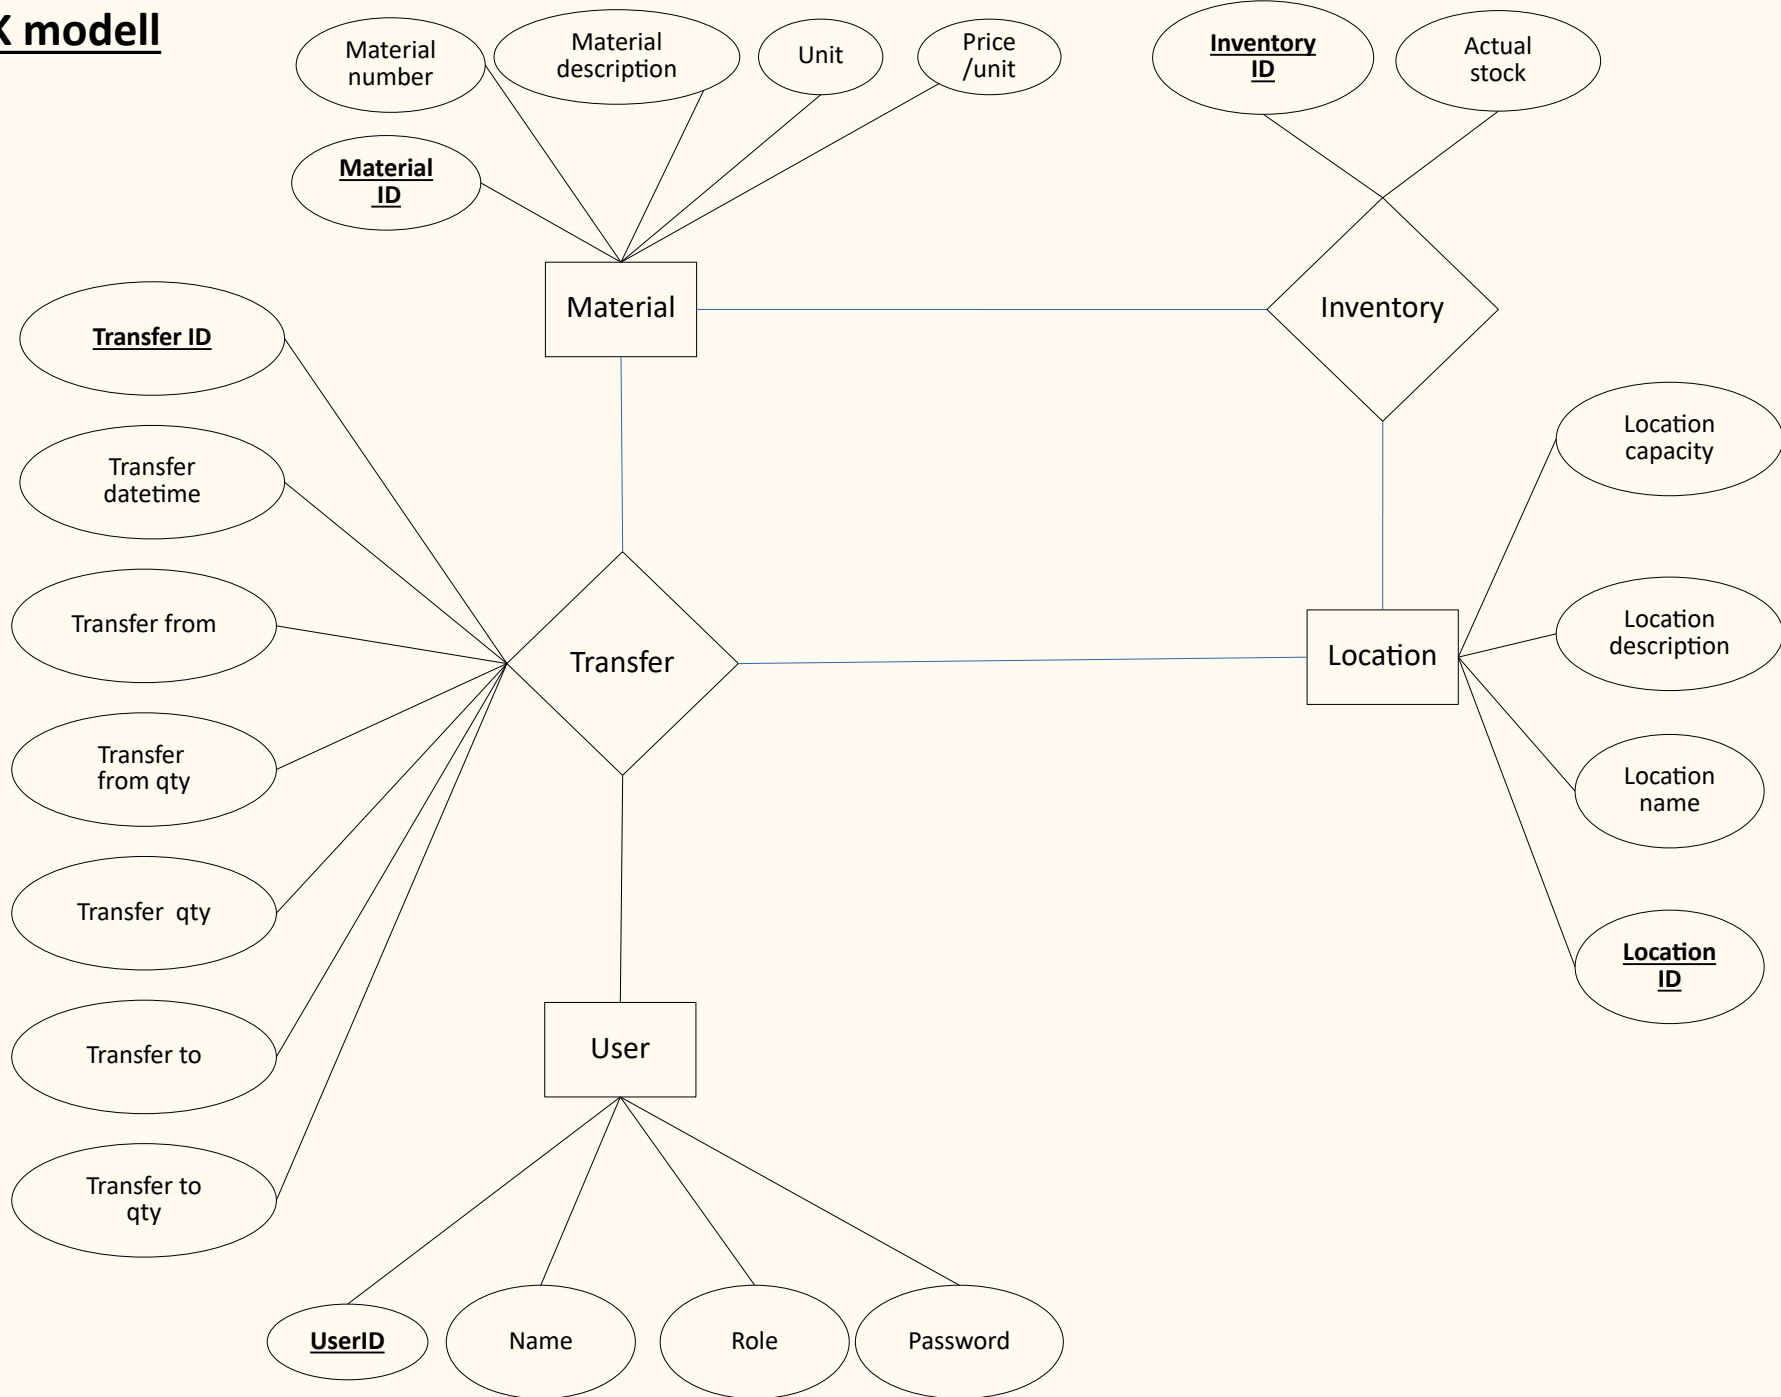 K modell
Material
number
Material
description
Unit
Price
/unit
Inventory
ID
Actual
stock
Material
ID
Material
Inventory
Transfer ID
Location
capacity
Transfer
datetime
Transfer from
Location
description
Transfer
Location
Transfer
from qty
Location
name
Transfer  qty
Location
ID
Transfer to
User
Transfer to
qty
UserID
Name
Role
Password